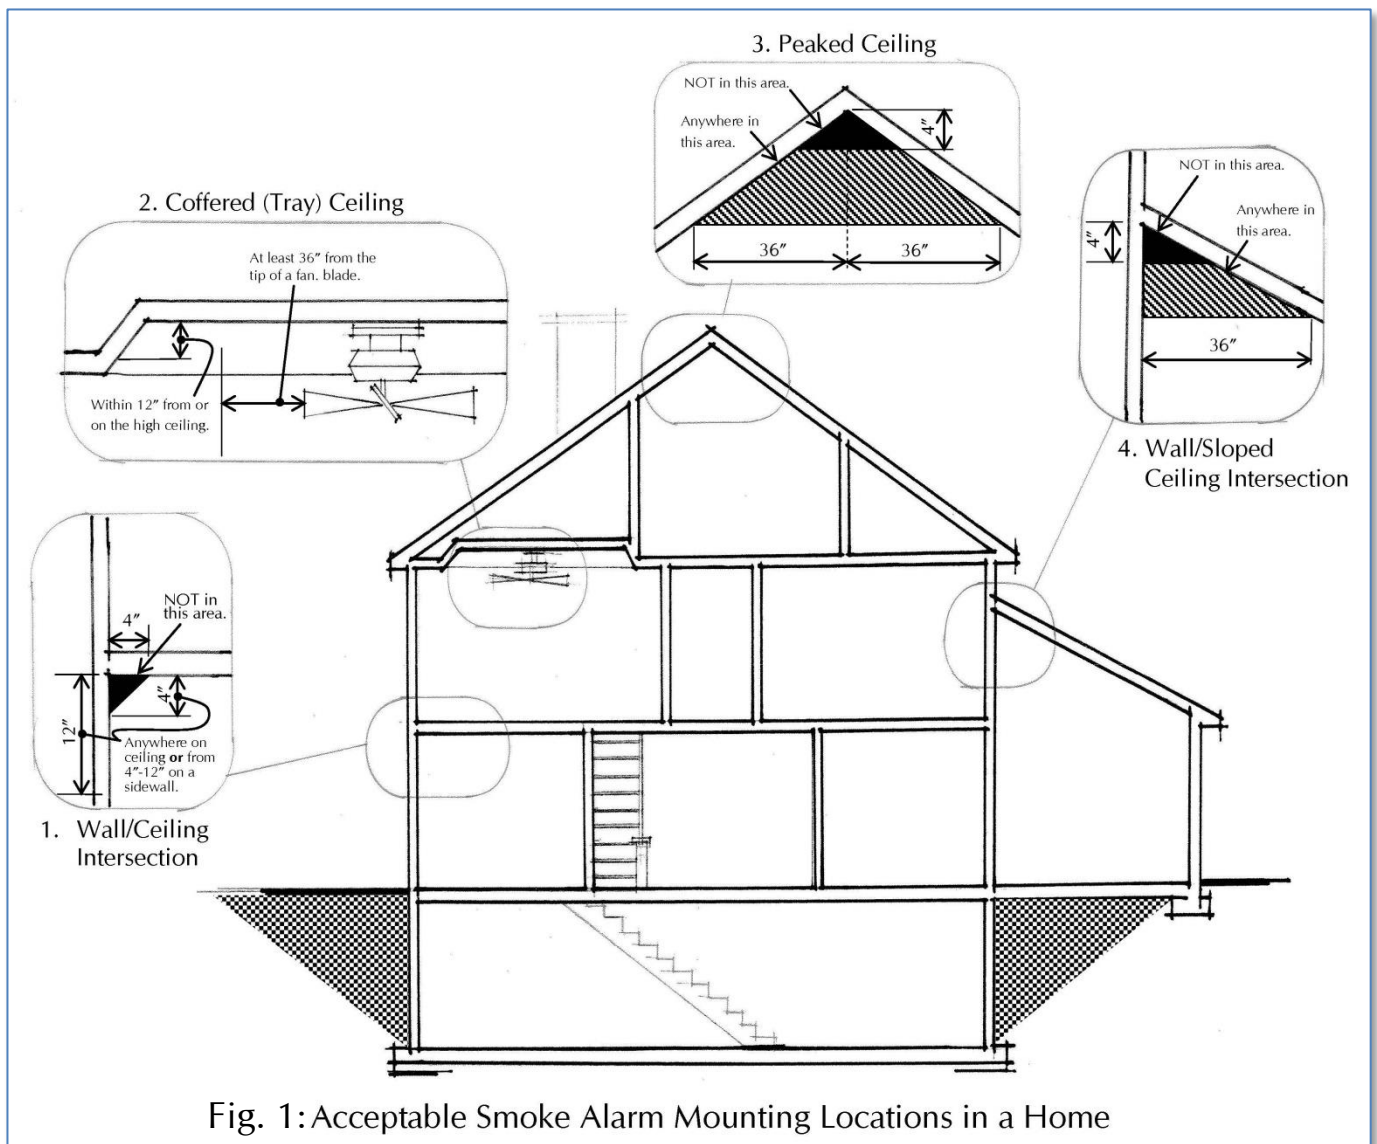 3. Peaked Ceiling
NOT in this area.
Anywhere in
this area.
4"
36"
36"
NOT in this area.
Anywhere in
this area.
4"
36"
4. Wall/Sloped
Ceiling Intersection
2. Coffered (Tray) Ceiling
At least 36" from the
tip of a fan. blade.
Within 12" from or
on the high ceiling.
NOT in
this area.
4"
4"
12"
Anywhere on
ceiling or from
4"-12" on a
sidewall.
1. Wall/Ceiling
Intersection
Fig. 1: Acceptable Smoke Alarm Mounting Locations in a Home